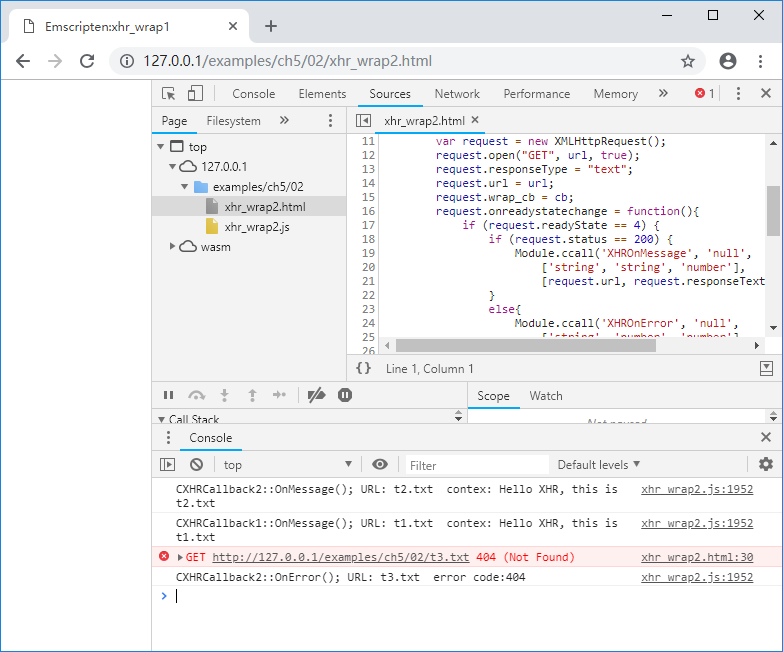 Emscripten:xhr_wrap1
127.0.0.1/examples/ch5/02/xhr_wrap2.html
Console Elements Sources Network Performance Memory » 1
Page Filesystem »
xhr_wrap2.html
top
127.0.0.1
examples/ch5/02
xhr_wrap2.html
xhr_wrap2.js
wasm
11 var request = new XMLHttpRequest();
12 request.open("GET", url, true);
13 request.responseType = "text";
14 request.url = url;
15 request.wrap_cb = cb;
16 request.onreadystatechange = function(){
17 if (request.readyState == 4) {
18 if (request.status == 200) {
19 Module.ccall('XHROnMessage', 'null',
20 ['string', 'string', 'number'],
21 [request.url, request.responseText
22 }
23 else{
24 Module.ccall('XHROnError', 'null',
25 ['string', 'number', 'number'],
26
{} Line 1, Column 1
Scope Watch
Call Stack
Not paused
Console
top Filter Default levels
CXHRCallback2::OnMessage(); URL: t2.txt contex: Hello XHR, this is xhr_wrap2.js:1952
t2.txt
CXHRCallback1::OnMessage(); URL: t1.txt contex: Hello XHR, this is xhr_wrap2.js:1952
t1.txt
GET http://127.0.0.1/examples/ch5/02/t3.txt 404 (Not Found) xhr_wrap2.html:30
CXHRCallback2::OnError(); URL: t3.txt error code:404 xhr_wrap2.js:1952
>